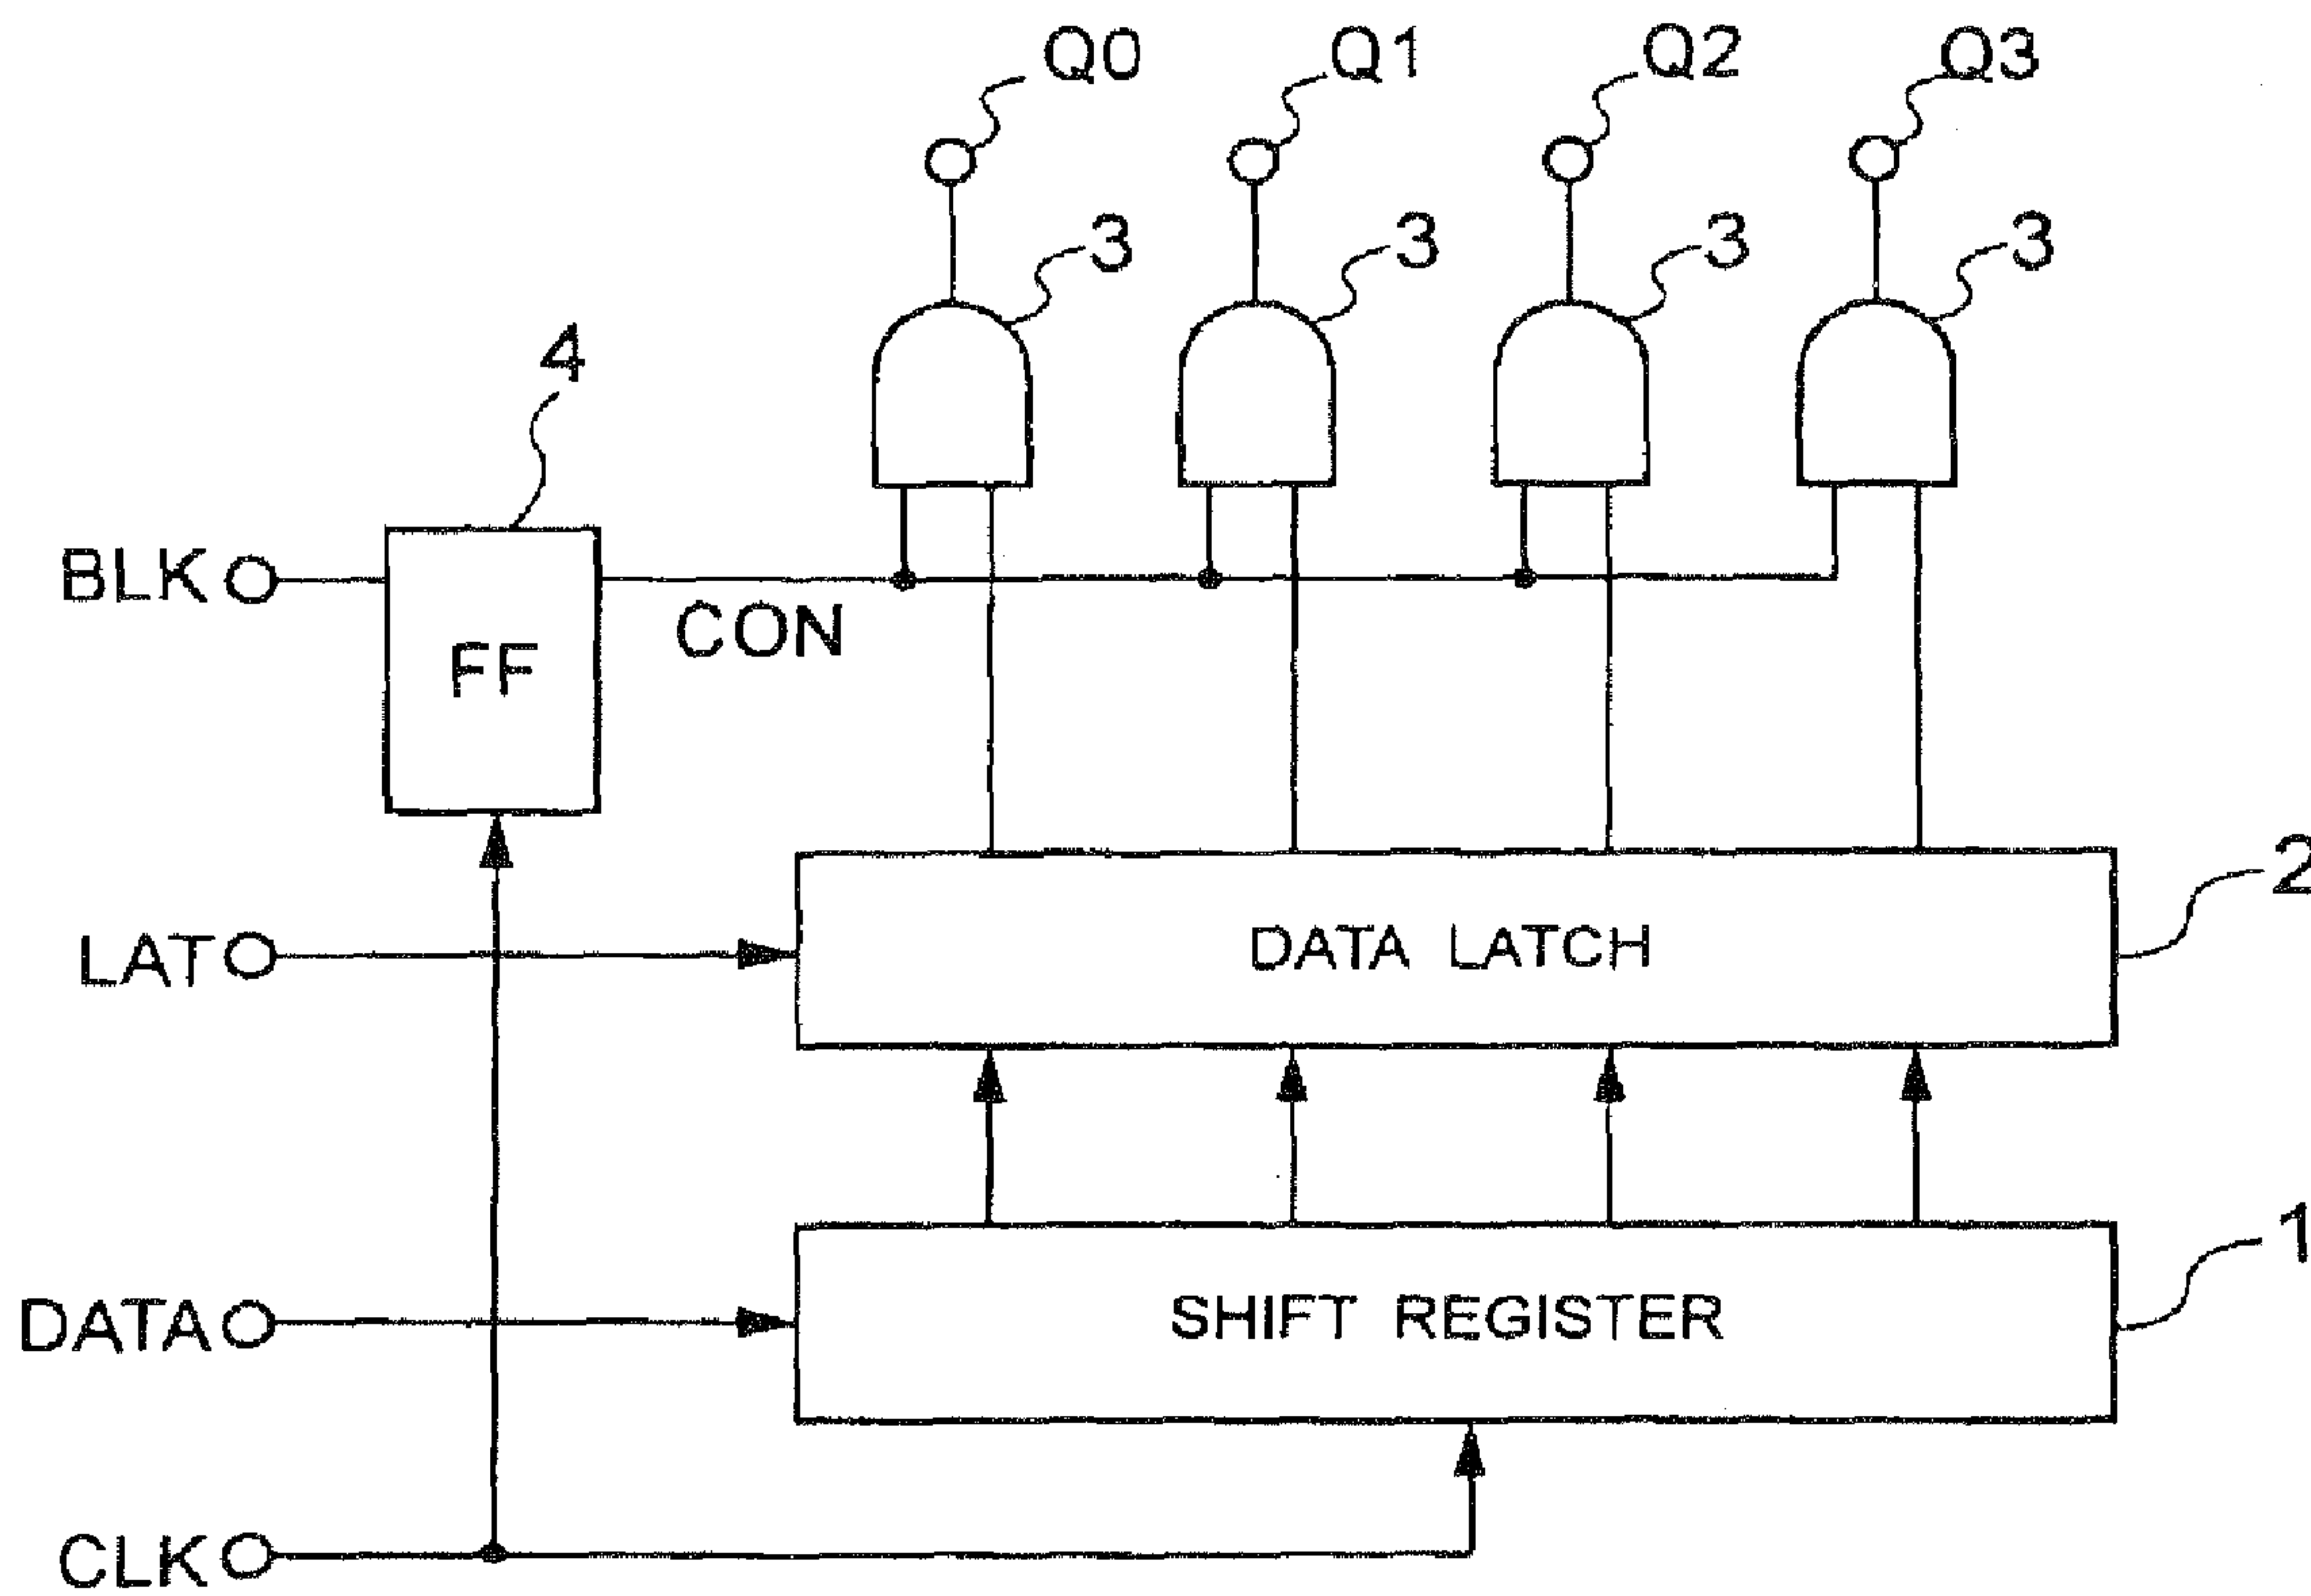 Q0 Q1 Q2 Q3
3 3 3 3
4
BLK
CON
FF
2
LAT
DATA LATCH
1
DATA
SHIFT REGISTER
CLK